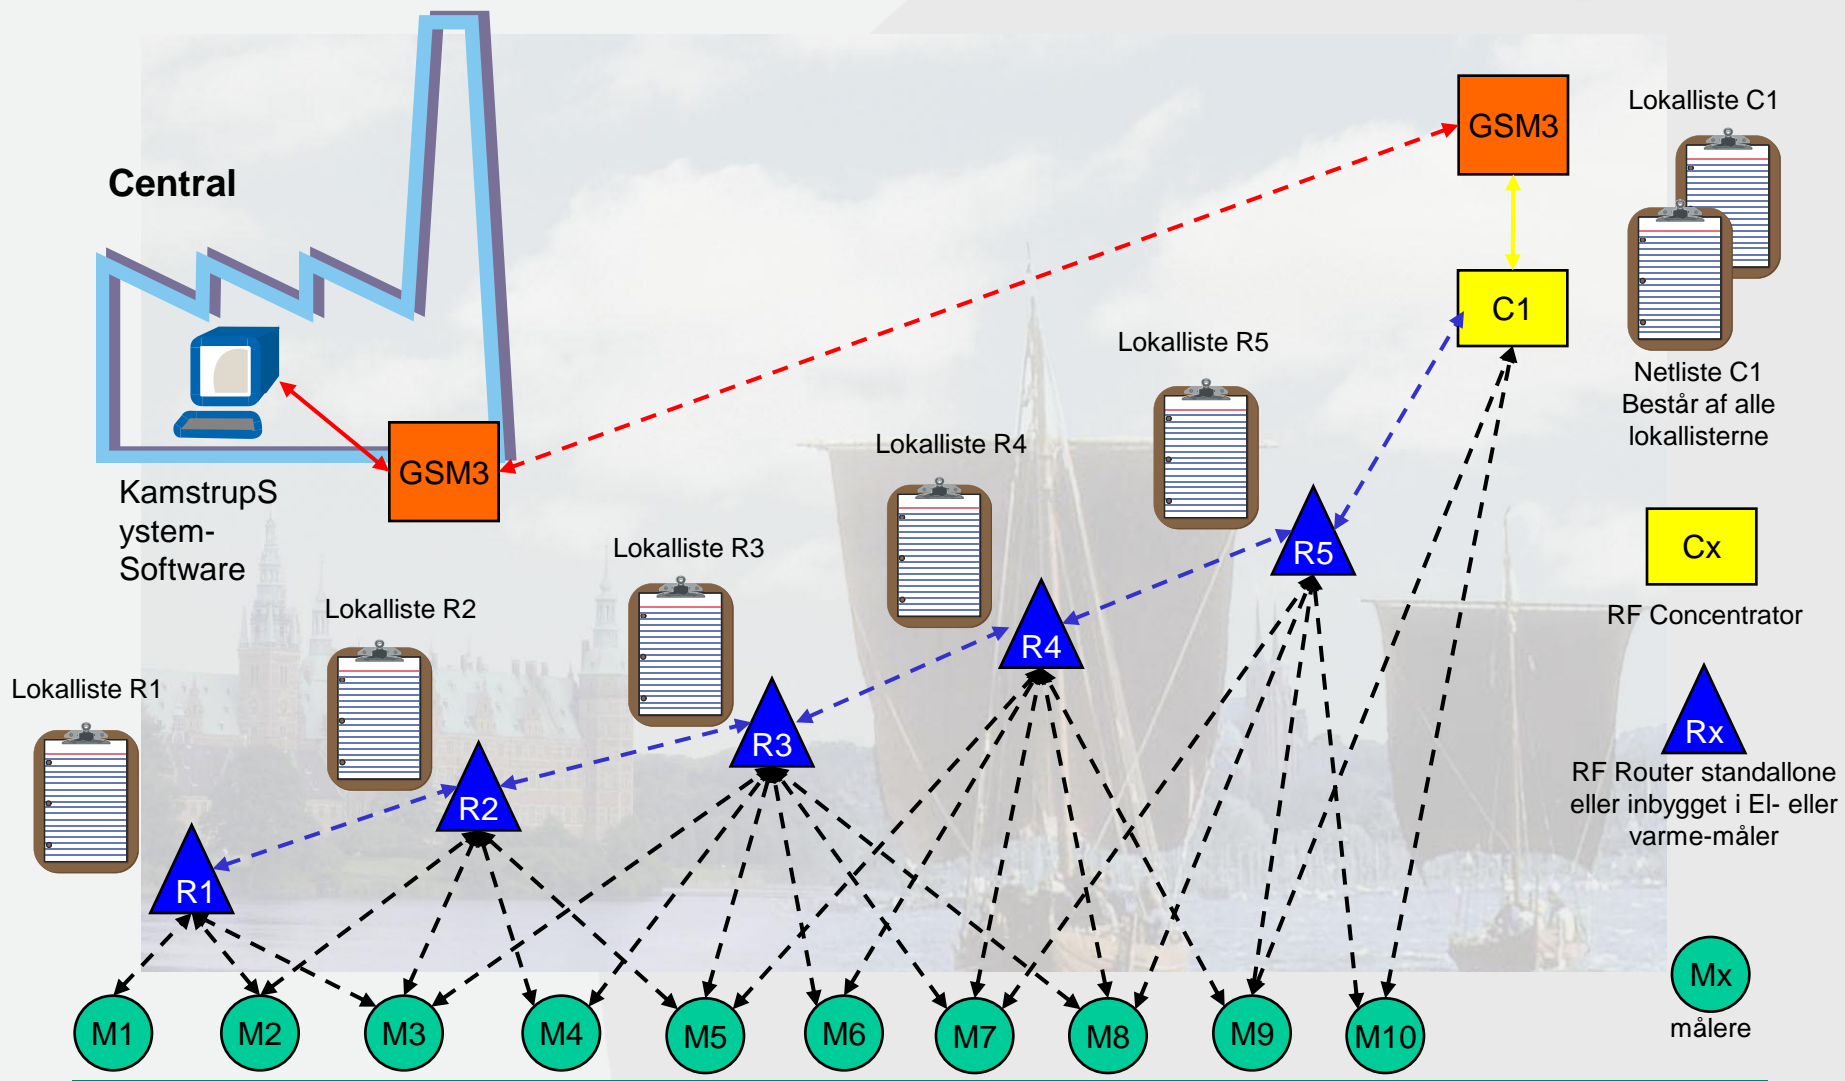 Central
GSM3
KamstrupS
ystem-
Software
GSM3
Lokalliste C1
C1
Netliste C1
Består af alle
lokallisterne
Lokalliste R5
Lokalliste R4
Lokalliste R3
Lokalliste R2
Lokalliste R1
R5
R4
R3
R2
R1
Cx
RF Concentrator
Rx
RF Router standallone
eller inbygget i El- eller
varme-måler
Mx
målere
M1
M2
M3
M4
M5
M6
M7
M8
M9
M10